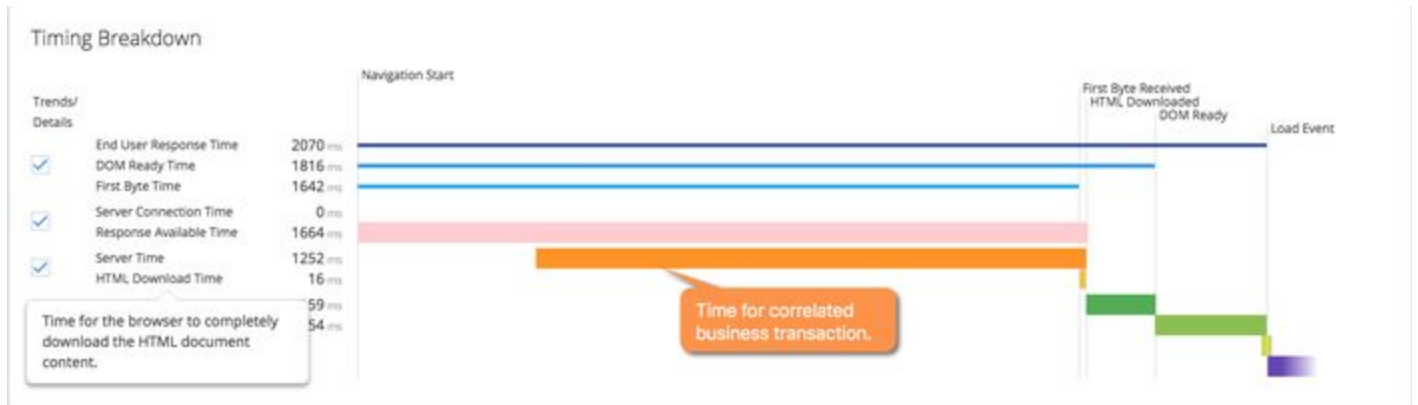 Timing Breakdown
Navigation Start
First Byte Received
HTML Downloaded
DOM Ready
Load Event
Trends/
Details
End User Response Time 2070 ms
DOM Ready Time 1816 ms
First Byte Time 1642 ms
Server Connection Time 0 ms
Response Available Time 1664 ms
Server Time 1252 ms
HTML Download Time 16 ms
59 ms
54 ms
Time for the browser to completely
download the HTML document
content.
Time for correlated
business transaction.